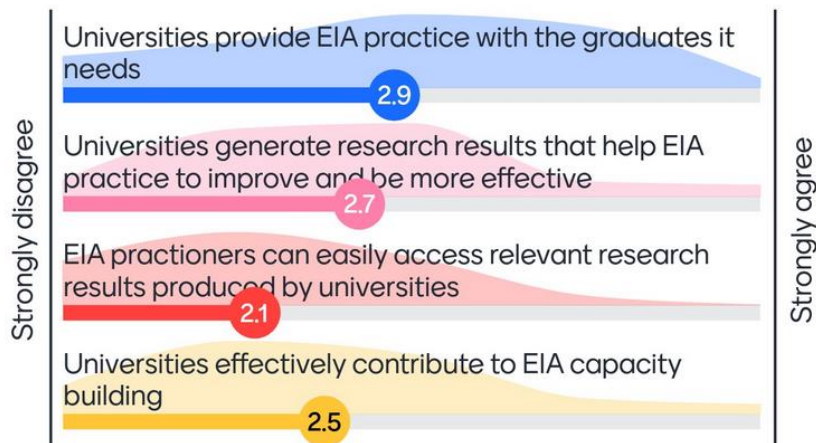 Universities provide EIA practice with the graduates it
needs
2.9
Universities generate research results that help EIA
practice to improve and be more effective
2.7
EIA practioners can easily access relevant research
results produced by universities
2.1
Universities effectively contribute to EIA capacity
building
2.5
Strongly disagree
Strongly agree